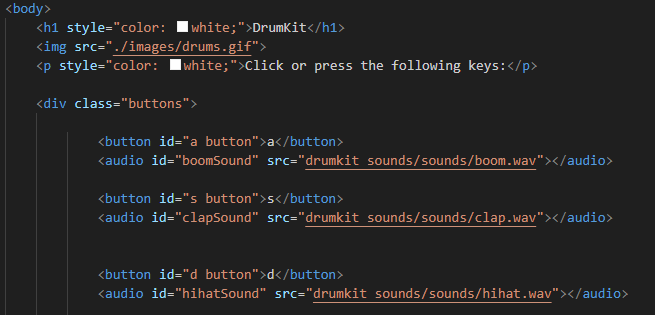 <body>
<h1 style="color: white;">DrumKit</h1>
<img src="./images/drums.gif">
<p style="color: white;">Click or press the following keys:</p>
<div class="buttons">
<button id="a button">a</button>
<audio id="boomSound" src="drumkit sounds/sounds/boom.wav"></audio>
<button id="s button">s</button>
<audio id="clapSound" src="drumkit sounds/sounds/clap.wav"></audio>
<button id="d button">d</button>
<audio id="hihatSound" src="drumkit sounds/sounds/hihat.wav"></audio>